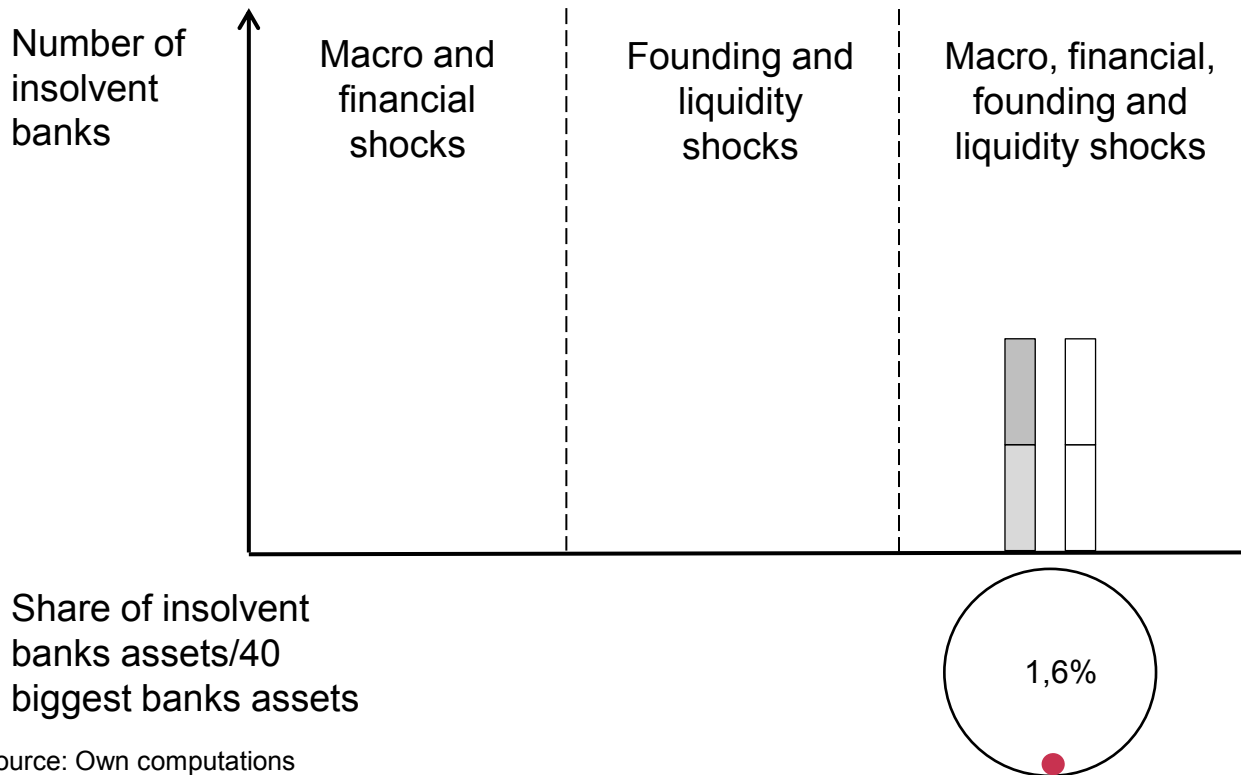 Number of
insolvent
banks
Macro and
financial
shocks
Founding and
liquidity
shocks
Macro, financial,
founding and
liquidity shocks
Share of insolvent
banks assets/40
biggest banks assets
1,6%
ource: Own computations